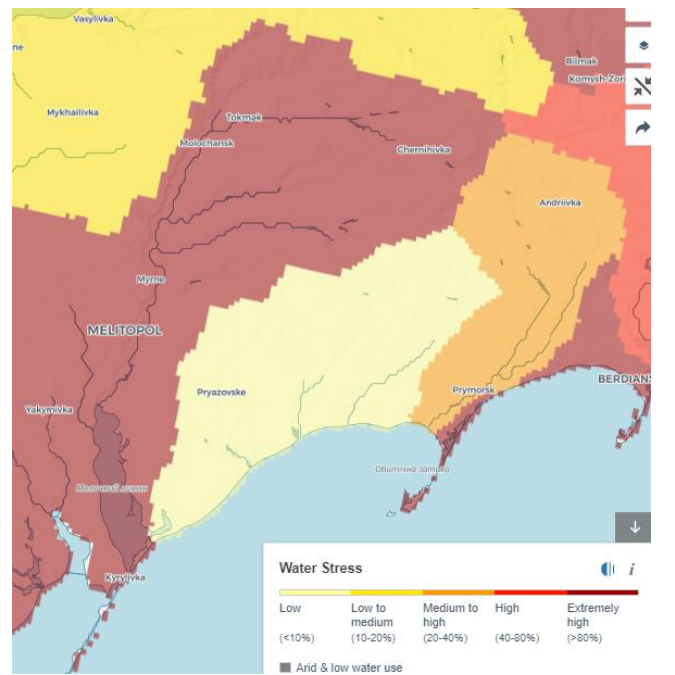 Vasylivka
ne
Bilmak
Komysh-Zor
Mykhailivka
Tokmak
Molochansk
Chernihivka
Andriivka
Myrne
MELITOPOL
BERDIANS
Pryazovske
Prymorsk
Yakymivka
Обитічна затока
Молочний лиман
Kyrylivka
Water Stress
i
Low
Low to
medium
Medium to
high
High
Extremely
high
(<10%)
(10-20%)
(20-40%)
(40-80%)
(>80%)
Arid & low water use